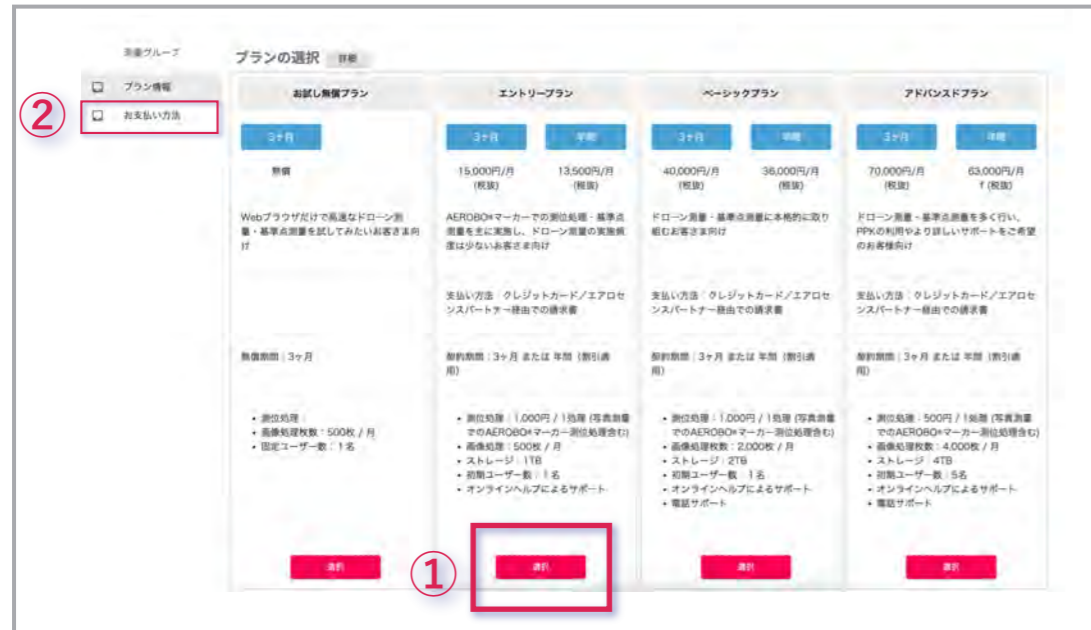 測量グループ
プランの選択 詳細
プラン情報
② お支払い方法
お試し無償プラン
3ヶ月
無償
Webブラウザだけで高速なドローン測
量・基準点測量を試してみたいお客さま向
け
無償期間：3ヶ月
• 測位処理：
• 画像処理枚数：500枚 / 月
• 固定ユーザー数：1名
選択
エントリープラン
3ヶ月 年間
15,000円/月 13,500円/月
(税抜) (税抜)
AEROBO®マーカーでの測位処理・基準点
測量を主に実施し、ドローン測量の実施頻
度は少ないお客さま向け
支払い方法：クレジットカード／エアロセ
ンスパートナー経由での請求書
契約期間：3ヶ月 または 年間（割引適
用）
• 測位処理：1,000円 / 1処理 (写真測量
でのAEROBO®マーカー測位処理含む)
• 画像処理：500枚 / 月
• ストレージ：1TB
• 初期ユーザー数：1名
• オンラインヘルプによるサポート
① 選択
ベーシックプラン
3ヶ月 年間
40,000円/月 36,000円/月
(税抜) (税抜)
ドローン測量・基準点測量に本格的に取り
組むお客さま向け
支払い方法：クレジットカード／エアロセ
ンスパートナー経由での請求書
契約期間：3ヶ月 または 年間（割引適
用）
• 測位処理：1,000円 / 1処理 (写真測量
でのAEROBO®マーカー測位処理含む)
• 画像処理枚数：2,000枚 / 月
• ストレージ：2TB
• 初期ユーザー数：1名
• オンラインヘルプによるサポート
• 電話サポート
選択
アドバンスドプラン
3ヶ月 年間
70,000円/月 63,000円/月
(税抜) f (税抜)
ドローン測量・基準点測量を多く行い、
PPKの利用やより詳しいサポートをご希望
のお客様向け
支払い方法：クレジットカード／エアロセ
ンスパートナー経由での請求書
契約期間：3ヶ月 または 年間（割引適
用）
• 測位処理：500円 / 1処理 (写真測量
でのAEROBO®マーカー測位処理含む)
• 画像処理枚数：4,000枚 / 月
• ストレージ：4TB
• 初期ユーザー数：5名
• オンラインヘルプによるサポート
• 電話サポート
選択